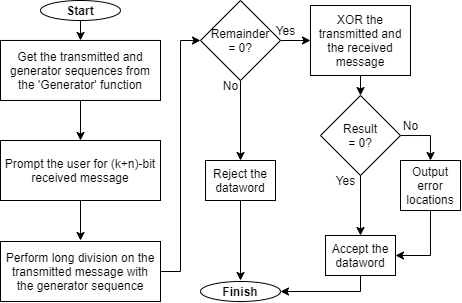 Start
Get the transmitted and
generator sequences from
the 'Generator' function
Prompt the user for (k+n)-bit
received message
Perform long division on the
transmitted message with
the generator sequence
Remainder
= 0?
Yes
No
Reject the
dataword
XOR the
transmitted and
the received
message
Result
= 0?
No
Yes
Output
error
locations
Accept the
dataword
Finish